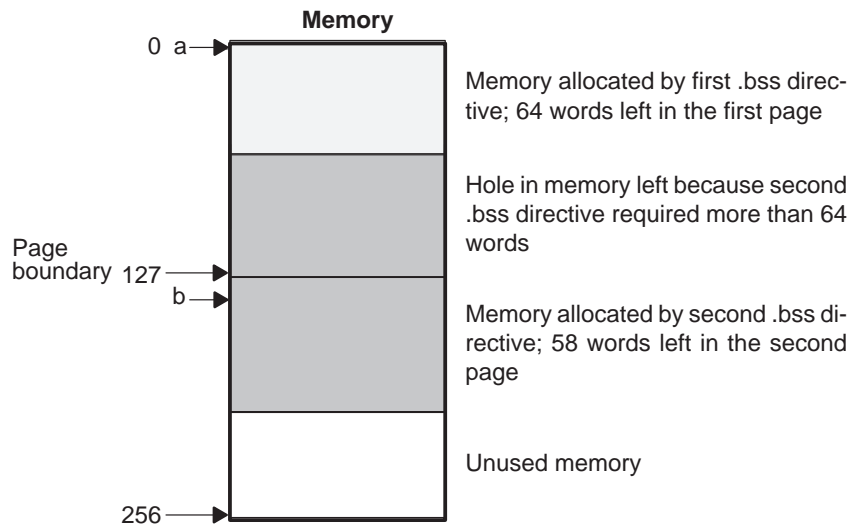 Memory
0 a
Memory allocated by first .bss direc-
tive; 64 words left in the first page
Hole in memory left because second
.bss directive required more than 64
words
Page
boundary 127
b
Memory allocated by second .bss di-
rective; 58 words left in the second
page
Unused memory
256